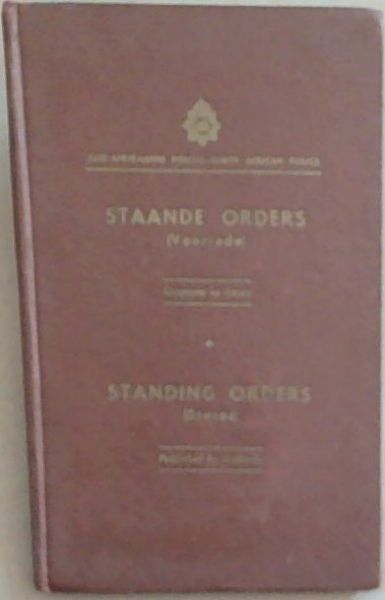 SUID-AFRIKAANSE POLISIE-SOUTH AFRICAN POLICE
STAANDE ORDERS
(Voorrade)
STANDING ORDERS
(Stores)